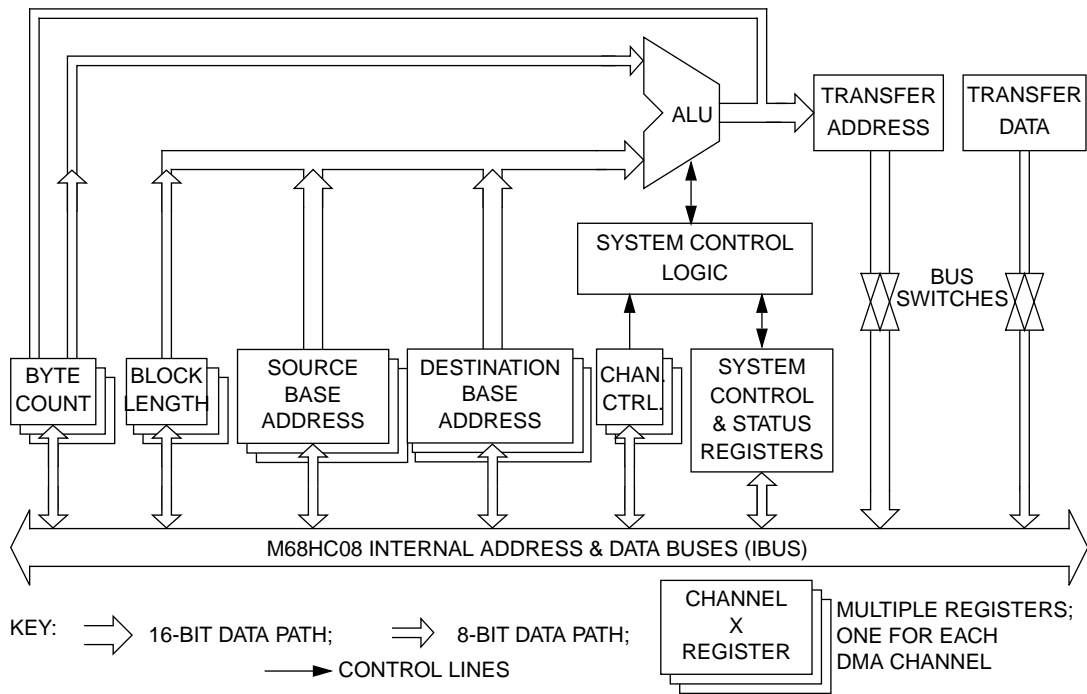 ALU
TRANSFER
ADDRESS
TRANSFER
DATA
SYSTEM CONTROL
LOGIC
BUS
SWITCHES
BYTE
COUNT
BLOCK
LENGTH
SOURCE
BASE
ADDRESS
DESTINATION
BASE
ADDRESS
CHAN.
CTRL.
SYSTEM
CONTROL
& STATUS
REGISTERS
M68HC08 INTERNAL ADDRESS & DATA BUSES (IBUS)
KEY:
16-BIT DATA PATH;
8-BIT DATA PATH;
CONTROL LINES
CHANNEL
X
REGISTER
MULTIPLE REGISTERS;
ONE FOR EACH
DMA CHANNEL